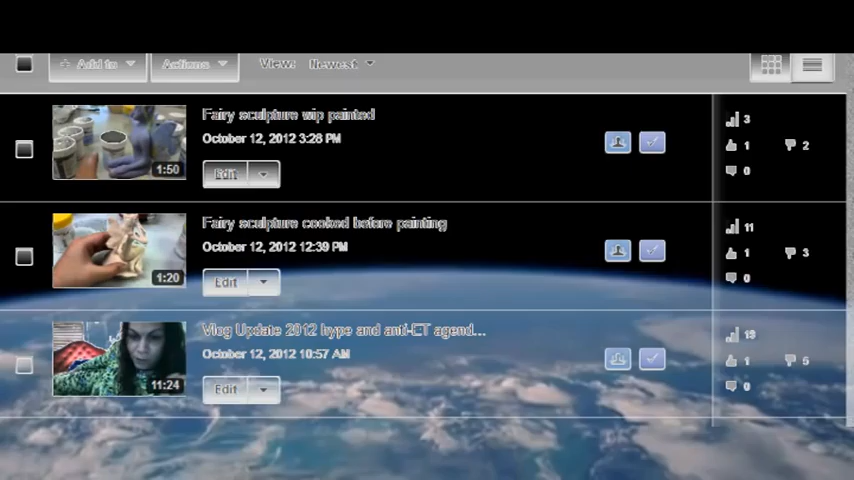 + Add to
Actions
View: Newest
1:50
Fairy sculpture wip painted
October 12, 2012 3:28 PM
Edit
3
1
2
0
1:20
Fairy sculpture cooked before painting
October 12, 2012 12:39 PM
Edit
11
1
3
0
11:24
Vlog Update 2012 hype and anti-ET agend...
October 12, 2012 10:57 AM
Edit
1
5
0